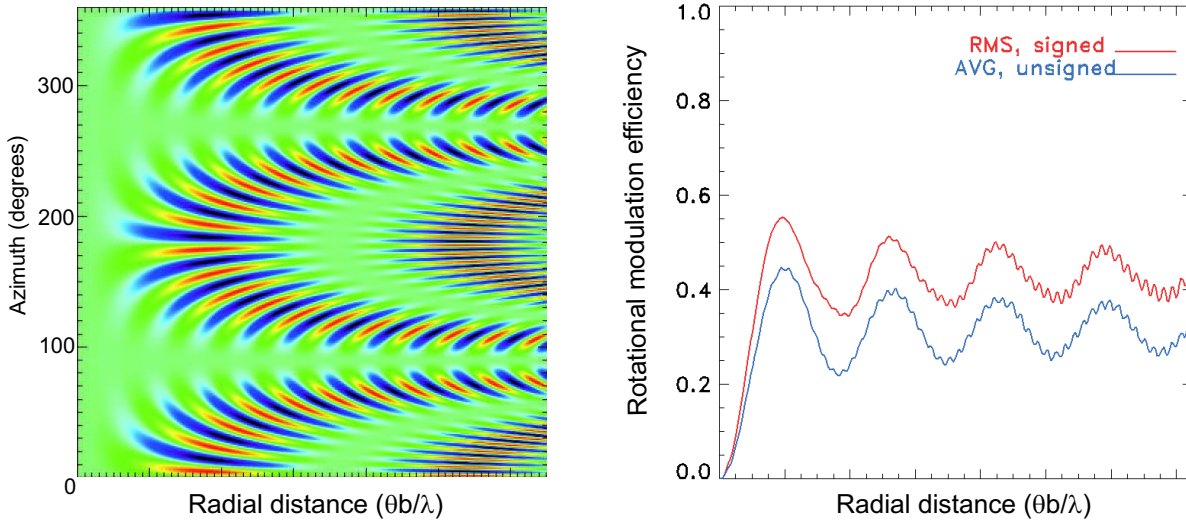 Azimuth (degrees)
300
200
100
0
Radial distance (θb/λ)
Rotational modulation efficiency
1.0
0.8
0.6
0.4
0.2
0.0
RMS, signed
AVG, unsigned
Radial distance (θb/λ)